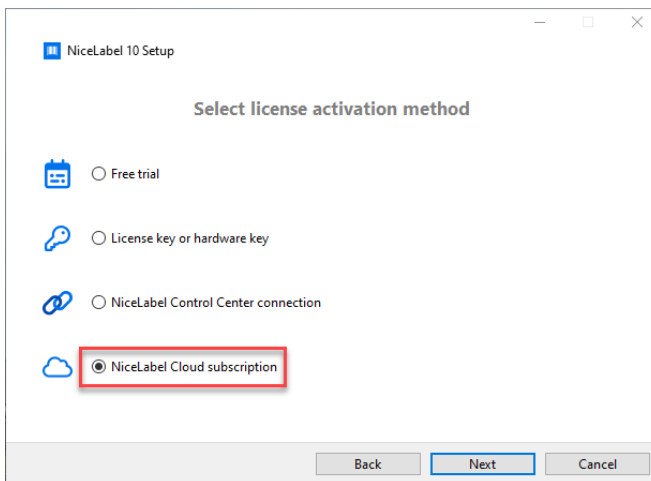 NiceLabel 10 Setup
Select license activation method
Free trial
License key or hardware key
NiceLabel Control Center connection
NiceLabel Cloud subscription
Back Next Cancel